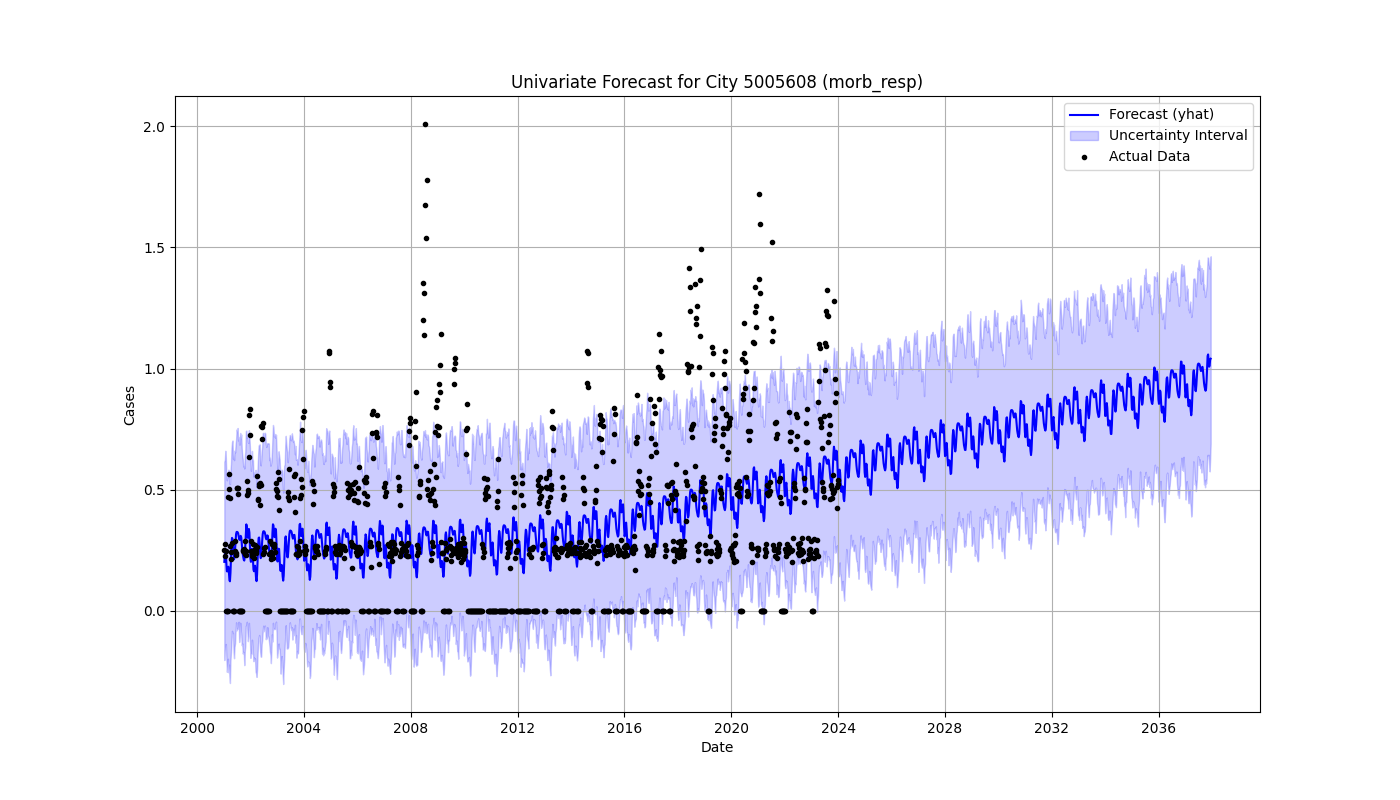 Univariate Forecast for City 5005608 (morb_resp)
Forecast (yhat)
Uncertainty Interval
Actual Data
Cases
2.0
1.5
1.0
0.5
0.0
2000 2004 2008 2012 2016 2020 2024 2028 2032 2036
Date